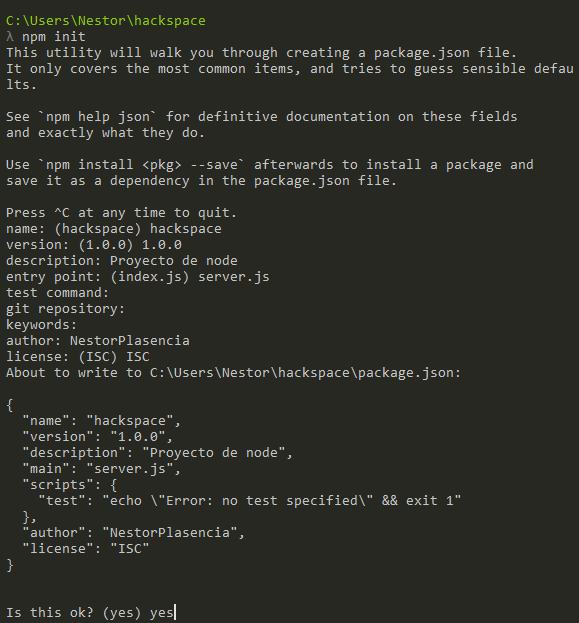 C:\Users\Nestor\hackspace
λ npm init
This utility will walk you through creating a package.json file.
It only covers the most common items, and tries to guess sensible defau
lts.
See `npm help json` for definitive documentation on these fields
and exactly what they do.
Use `npm install <pkg> --save` afterwards to install a package and
save it as a dependency in the package.json file.
Press ^C at any time to quit.
name: (hackspace) hackspace
version: (1.0.0) 1.0.0
description: Proyecto de node
entry point: (index.js) server.js
test command:
git repository:
keywords:
author: NestorPlasencia
license: (ISC) ISC
About to write to C:\Users\Nestor\hackspace\package.json:
{
  "name": "hackspace",
  "version": "1.0.0",
  "description": "Proyecto de node",
  "main": "server.js",
  "scripts": {
    "test": "echo \"Error: no test specified\" && exit 1"
  },
  "author": "NestorPlasencia",
  "license": "ISC"
}
Is this ok? (yes) yes